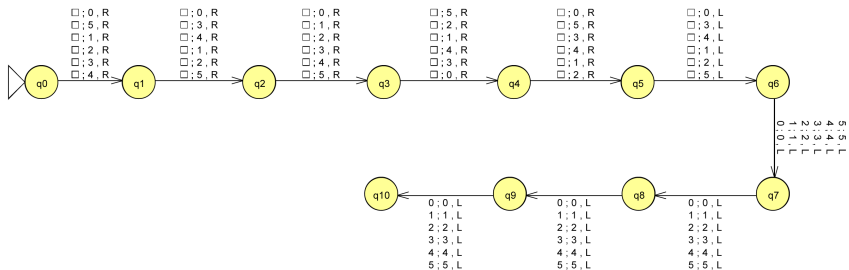 □ ; 0 , R
□ ; 5 , R
□ ; 1 , R
□ ; 2 , R
□ ; 3 , R
□ ; 4 , R
□ ; 0 , R
□ ; 3 , R
□ ; 4 , R
□ ; 1 , R
□ ; 2 , R
□ ; 5 , R
□ ; 0 , R
□ ; 1 , R
□ ; 2 , R
□ ; 3 , R
□ ; 4 , R
□ ; 5 , R
□ ; 5 , R
□ ; 2 , R
□ ; 1 , R
□ ; 4 , R
□ ; 3 , R
□ ; 0 , R
□ ; 0 , R
□ ; 5 , R
□ ; 3 , R
□ ; 4 , R
□ ; 1 , R
□ ; 2 , R
□ ; 0 , L
□ ; 3 , L
□ ; 4 , L
□ ; 1 , L
□ ; 2 , L
□ ; 5 , L
q0
q1
q2
q3
q4
q5
q6
5 ; 5 , L
4 ; 4 , L
3 ; 3 , L
2 ; 2 , L
1 ; 1 , L
0 ; 0 , L
q10
q9
q8
q7
0 ; 0 , L
1 ; 1 , L
2 ; 2 , L
3 ; 3 , L
4 ; 4 , L
5 ; 5 , L
0 ; 0 , L
1 ; 1 , L
2 ; 2 , L
3 ; 3 , L
4 ; 4 , L
5 ; 5 , L
0 ; 0 , L
1 ; 1 , L
2 ; 2 , L
3 ; 3 , L
4 ; 4 , L
5 ; 5 , L